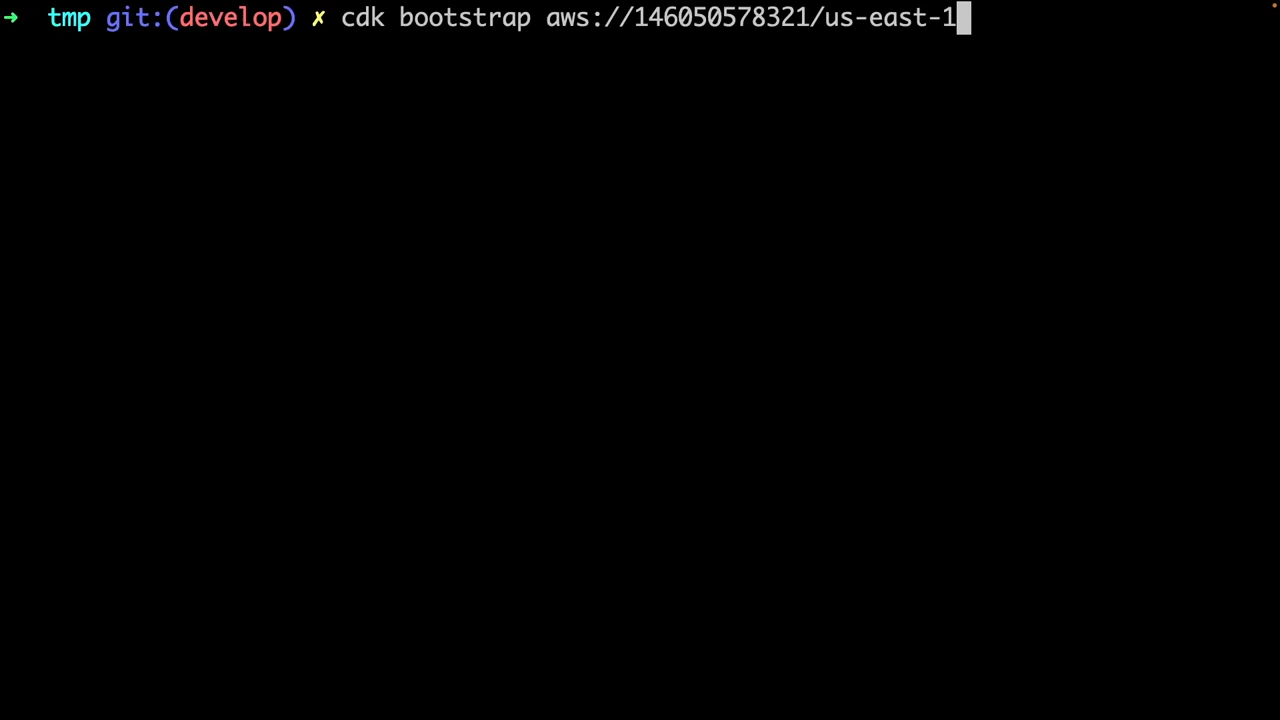 ➜  tmp git:(develop) ✗ cdk bootstrap aws://146050578321/us-east-1